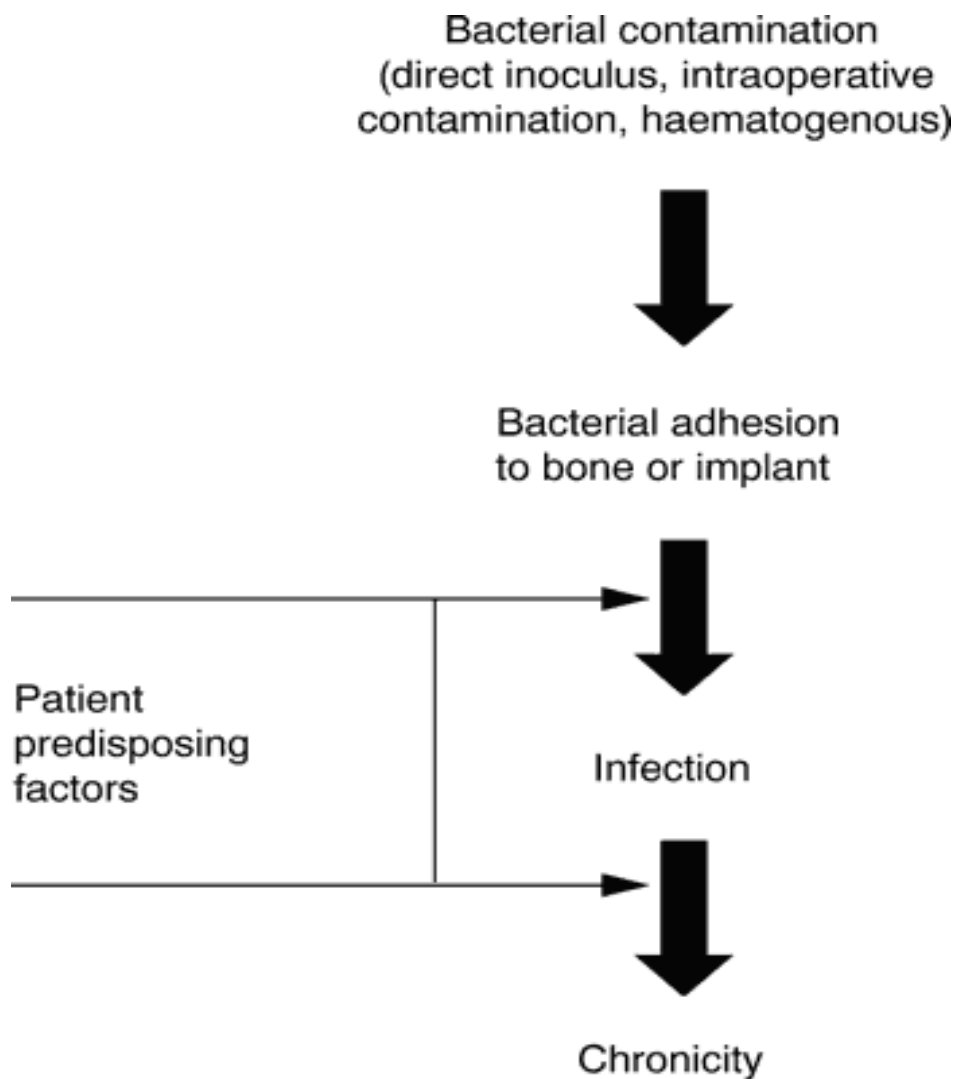 Bacterial contamination
(direct inoculus, intraoperative
contamination, haematogenous)
Bacterial adhesion
to bone or implant
Patient
predisposing
factors
Infection
Chronicity